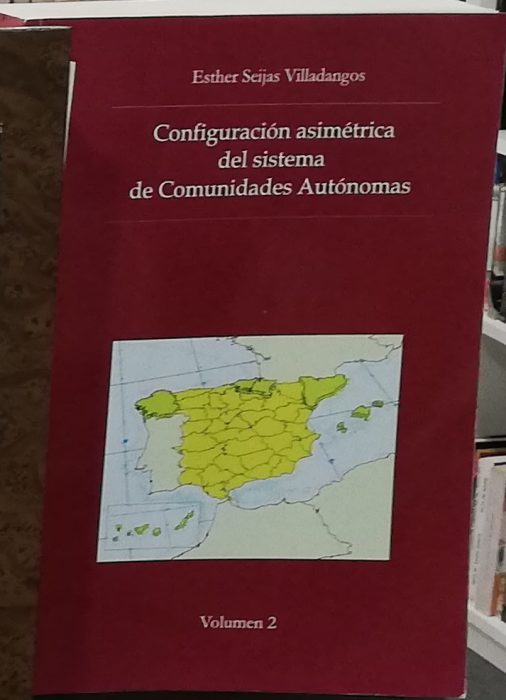 Esther Seijas Villadangos
Configuración asimétrica
del sistema
de Comunidades Autónomas
Volumen 2